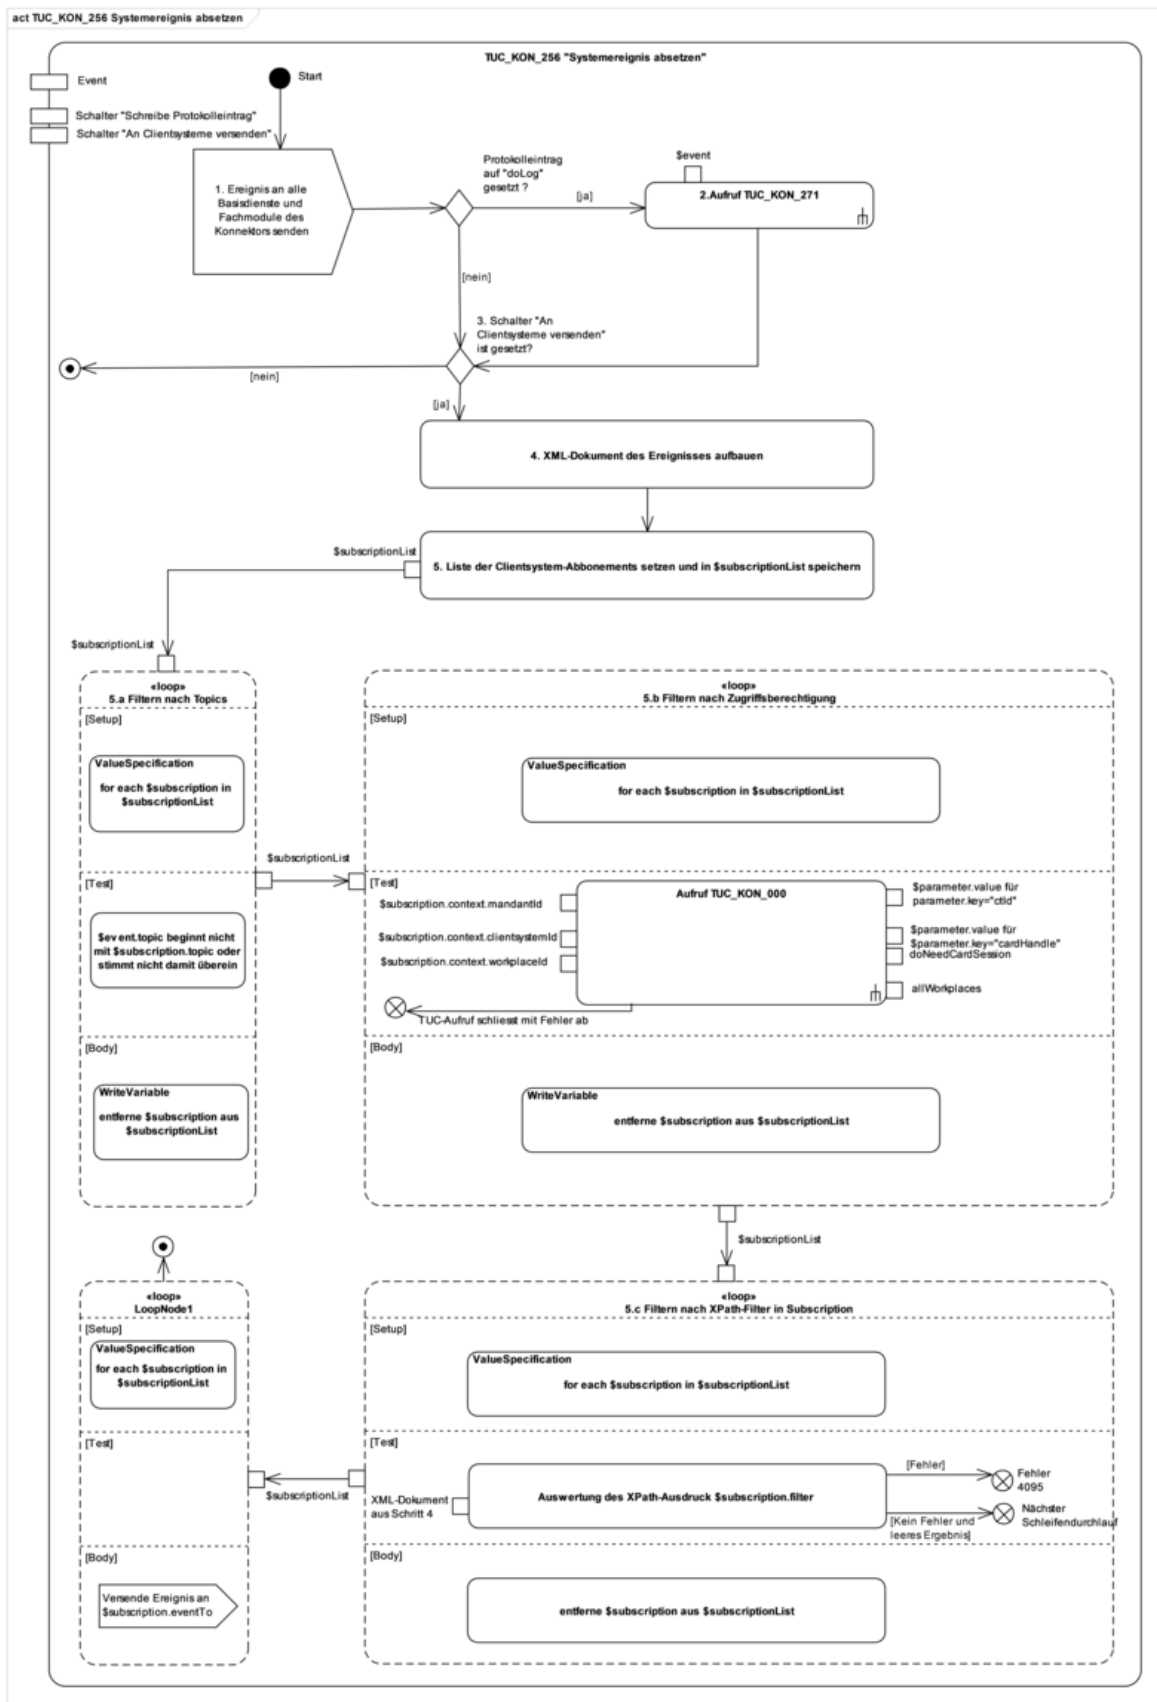 act TUC_KON_256 Systemereignis absetzen
TUC_KON_256 "Systemereignis absetzen"
Event
Start
Schalter "Schreibe Protokolleintrag"
Schalter "An Clientsysteme versenden"
1. Ereignis an alle
Basisdienste und
Fachmodule des
Konnektors senden
Protokolleintrag
auf "doLog"
gesetzt ?
[ja]
$event
2.Aufruf TUC_KON_271
[nein]
3. Schalter "An
Clientsysteme versenden"
ist gesetzt?
[nein]
[ja]
4. XML-Dokument des Ereignisses aufbauen
$subscriptionList
5. Liste der Clientsystem-Abbonements setzen und in $subscriptionList speichern
$subscriptionList
«loop»
5.a Filtern nach Topics
[Setup]
ValueSpecification
for each $subscription in
$subscriptionList
[Test]
$event.topic beginnt nicht
mit $subscription.topic oder
stimmt nicht damit überein
[Body]
WriteVariable
entferne $subscription aus
$subscriptionList
$subscriptionList
«loop»
5.b Filtern nach Zugriffsberechtigung
[Setup]
ValueSpecification
for each $subscription in $subscriptionList
[Test]
$subscription.context.mandantId
$subscription.context.clientsystemId
$subscription.context.workplaceId
Aufruf TUC_KON_000
$parameter.value für
parameter.key="ctId"
$parameter.value für
$parameter.key="cardHandle"
doNeedCardSession
allWorkplaces
TUC-Aufruf schliesst mit Fehler ab
[Body]
WriteVariable
entferne $subscription aus $subscriptionList
$subscriptionList
«loop»
5.c Filtern nach XPath-Filter in Subscription
[Setup]
ValueSpecification
for each $subscription in $subscriptionList
[Test]
XML-Dokument
aus Schritt 4
Auswertung des XPath-Ausdruck $subscription.filter
[Fehler]
Fehler
4095
[Kein Fehler und
leeres Ergebnis]
Nächster
Schleifendurchlauf
[Body]
entferne $subscription aus $subscriptionList
$subscriptionList
«loop»
LoopNode1
[Setup]
ValueSpecification
for each $subscription in
$subscriptionList
[Test]
[Body]
Versende Ereignis an
$subscription.eventTo